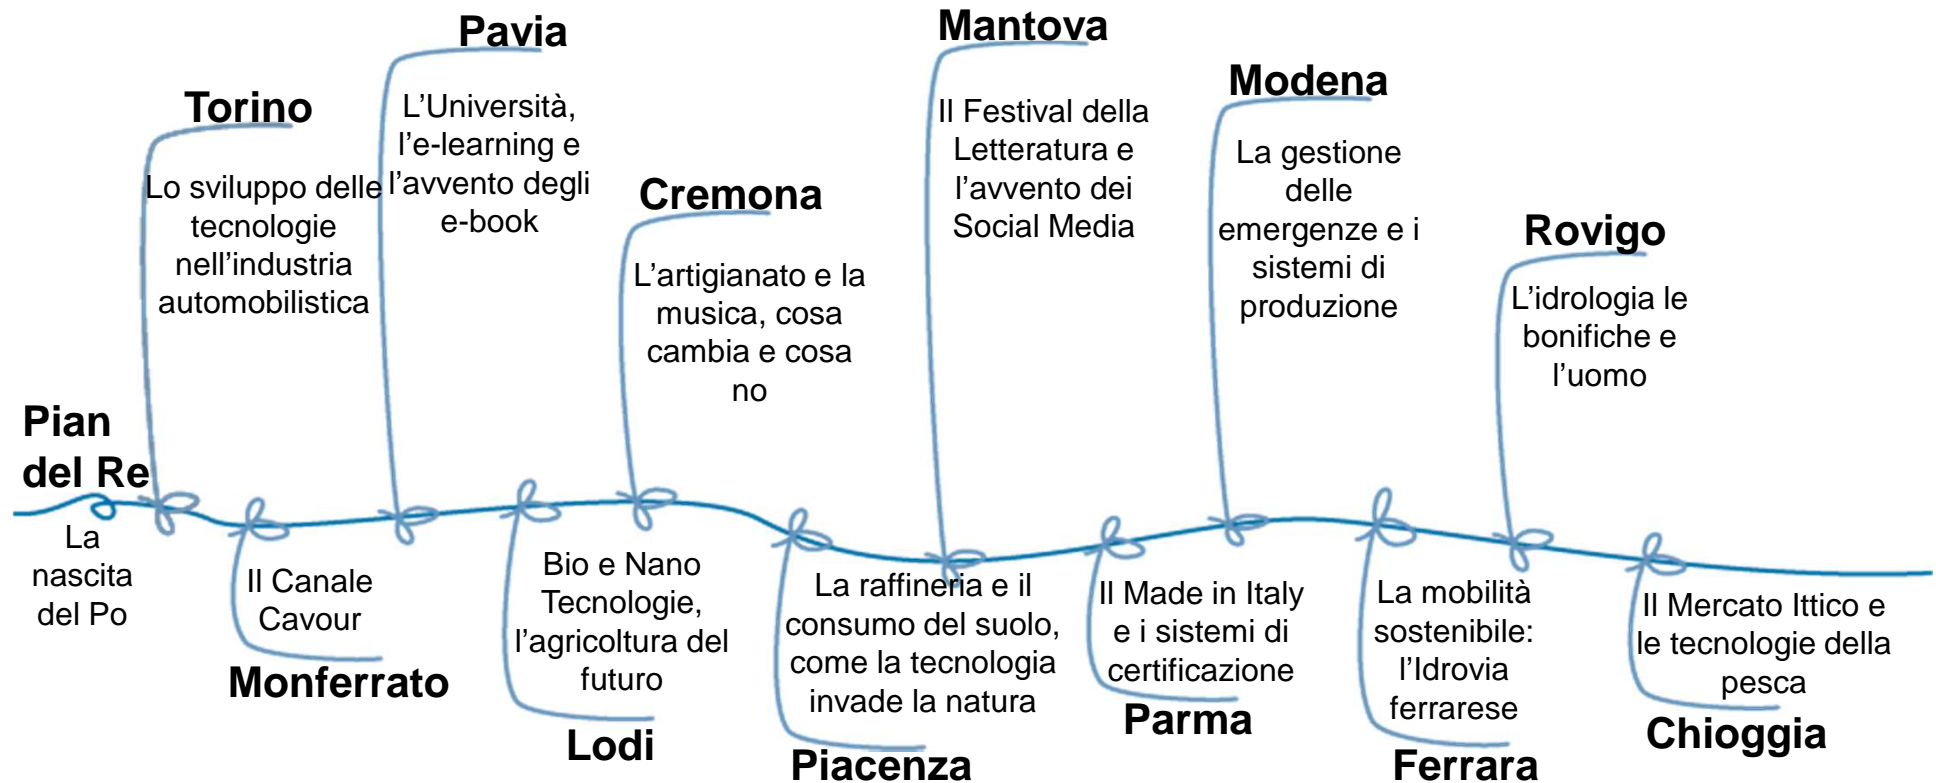 Pian
del Re
La
nascita
del Po
Torino
Lo sviluppo delle
tecnologie
nell’industria
automobilistica
Il Canale
Cavour
Monferrato
Pavia
L’Università,
l’e-learning e
l’avvento degli
e-book
Bio e Nano
Tecnologie,
l’agricoltura del
futuro
Lodi
Cremona
L’artigianato e la
musica, cosa
cambia e cosa
no
La raffineria e il
consumo del suolo,
come la tecnologia
invade la natura
Piacenza
Mantova
Il Festival della
Letteratura e
l’avvento dei
Social Media
Il Made in Italy
e i sistemi di
certificazione
Parma
Modena
La gestione
delle
emergenze e i
sistemi di
produzione
La mobilità
sostenibile:
l’Idrovia
ferrarese
Ferrara
Rovigo
L’idrologia le
bonifiche e
l’uomo
Il Mercato Ittico e
le tecnologie della
pesca
Chioggia